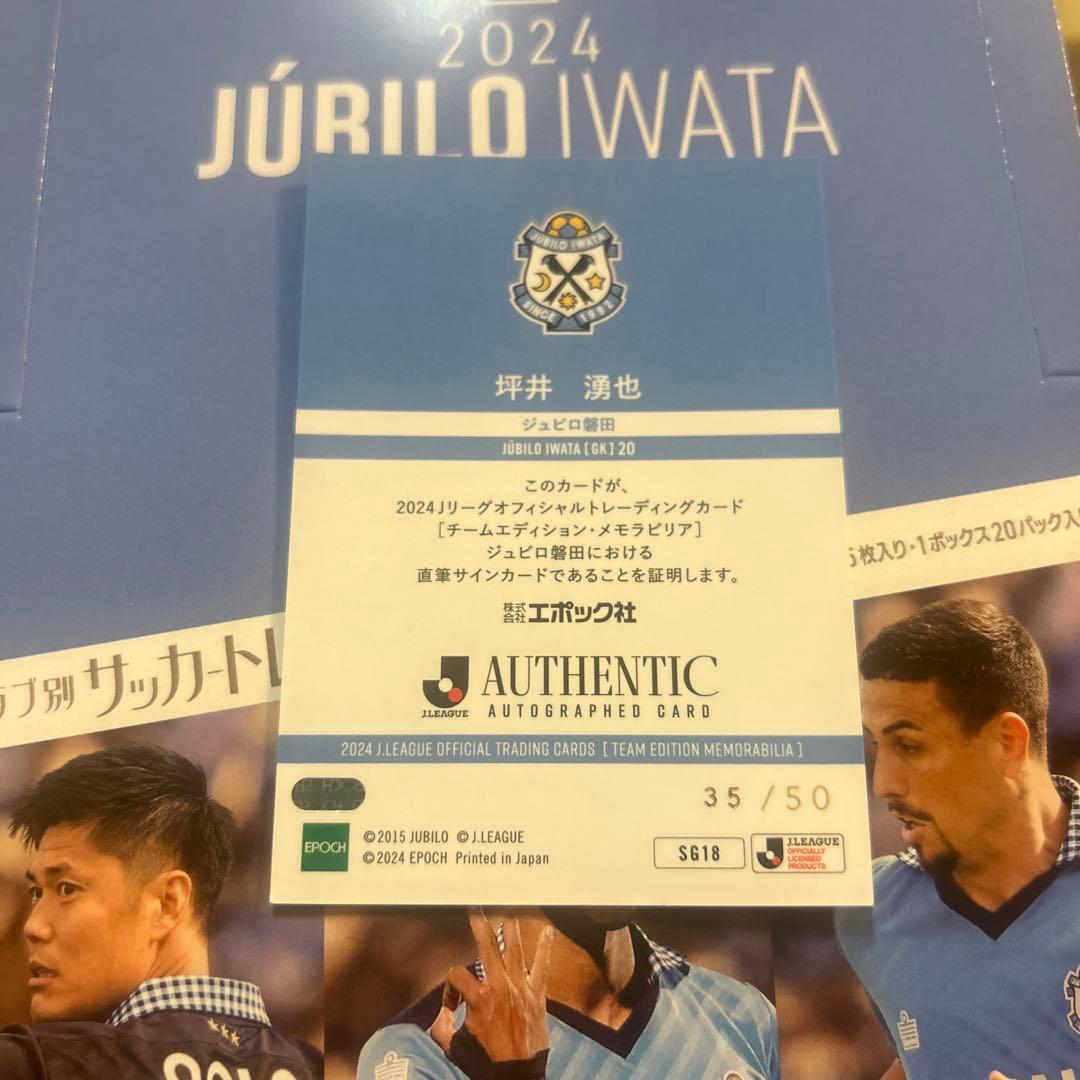 2024
JÚBILO IWATA
JUBILO IWATA
SINCE 1992
坪井 湧也
ジュビロ磐田
JÚBILO IWATA [GK] 20
このカードが、
2024Jリーグオフィシャルトレーディングカード
[チームエディション・メモラビリア]
ジュビロ磐田における
直筆サインカードであることを証明します。
株式会社エポック社
J.LEAGUE
AUTHENTIC
AUTOGRAPHED CARD
2024 J.LEAGUE OFFICIAL TRADING CARDS [TEAM EDITION MEMORABILIA]
35/50
EPOCH
©2015 JUBILO ©J.LEAGUE
©2024 EPOCH Printed in Japan
SG18
J.LEAGUE
OFFICIALLY
LICENSED
PRODUCTS
枚入り・1ボックス20パック入
ブ別 サッカート